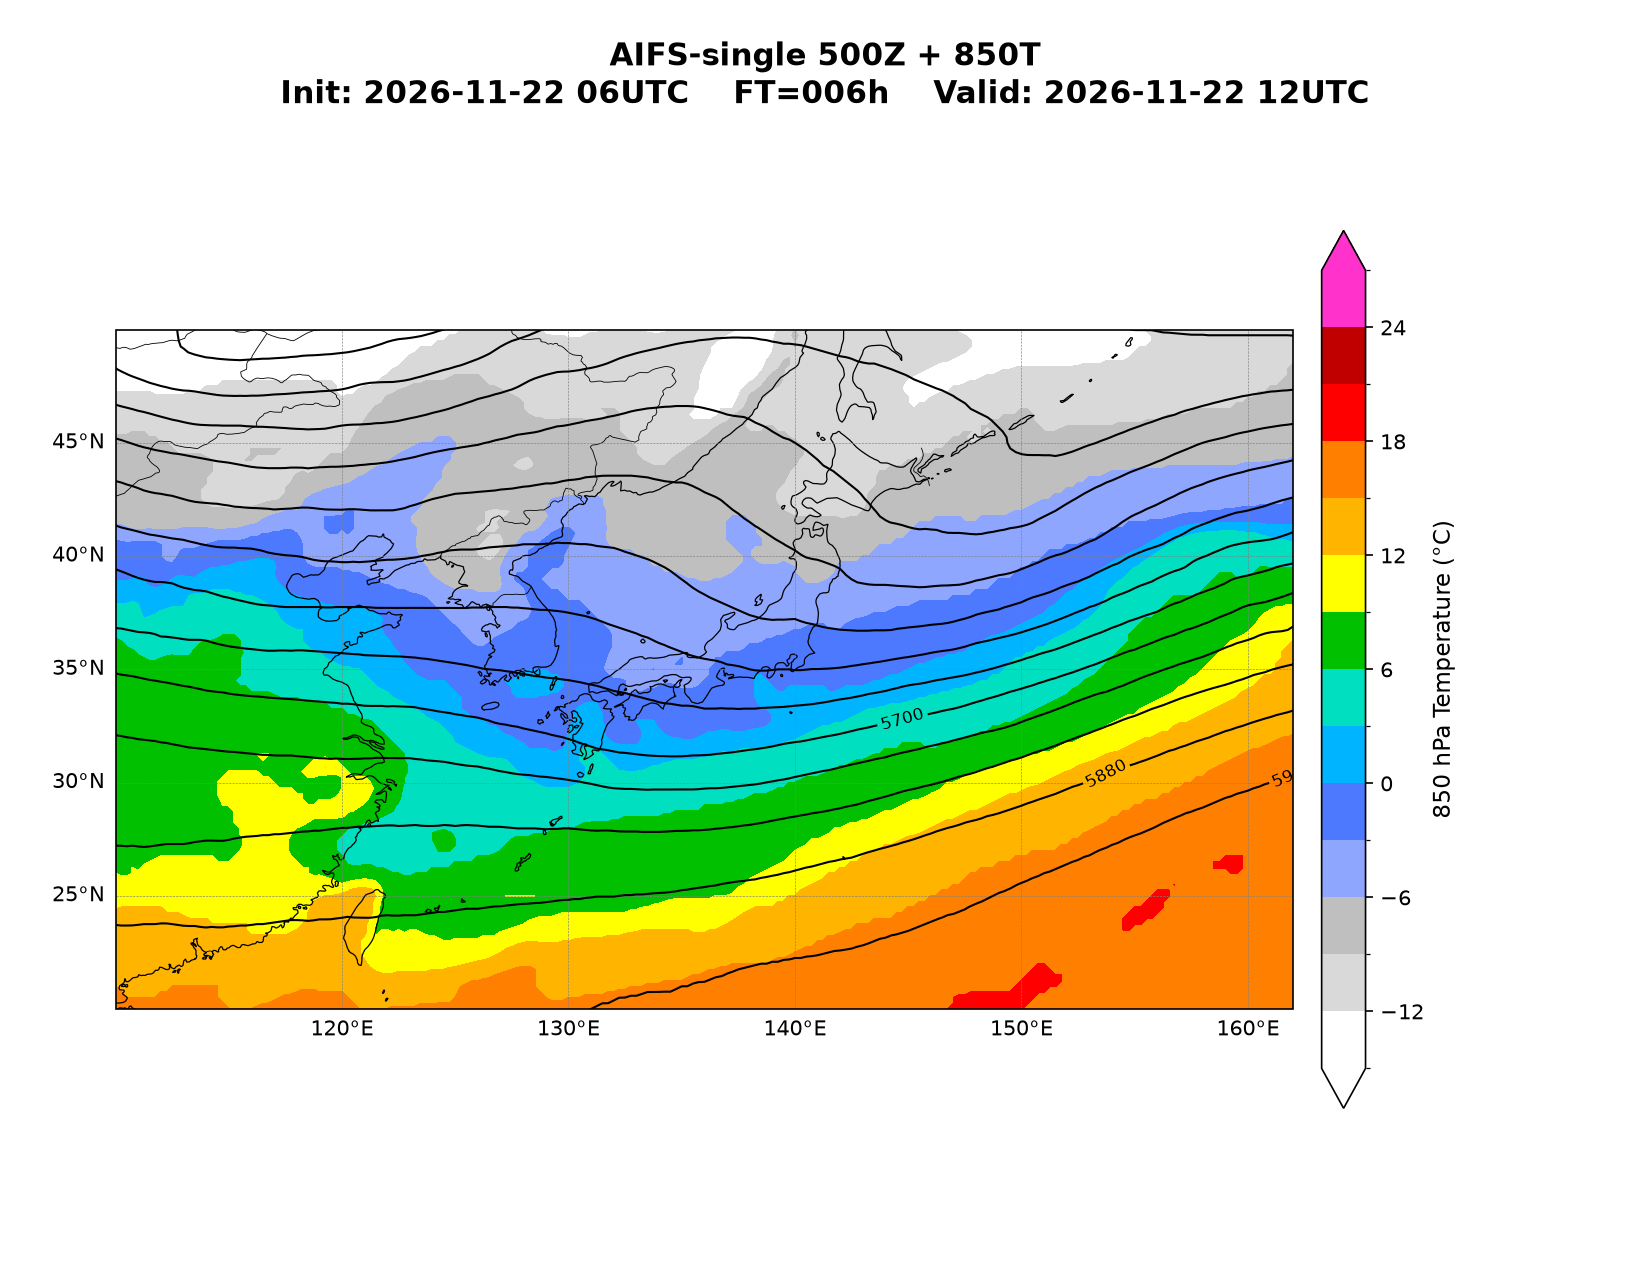 AIFS-single 500Z + 850T
Init: 2026-11-22 06UTC FT=006h Valid: 2026-11-22 12UTC
24
18
12
6
0
−6
−12
850 hPa Temperature (°C)
45°N
40°N
35°N
30°N
25°N
5700
5880
59
120°E
130°E
140°E
150°E
160°E